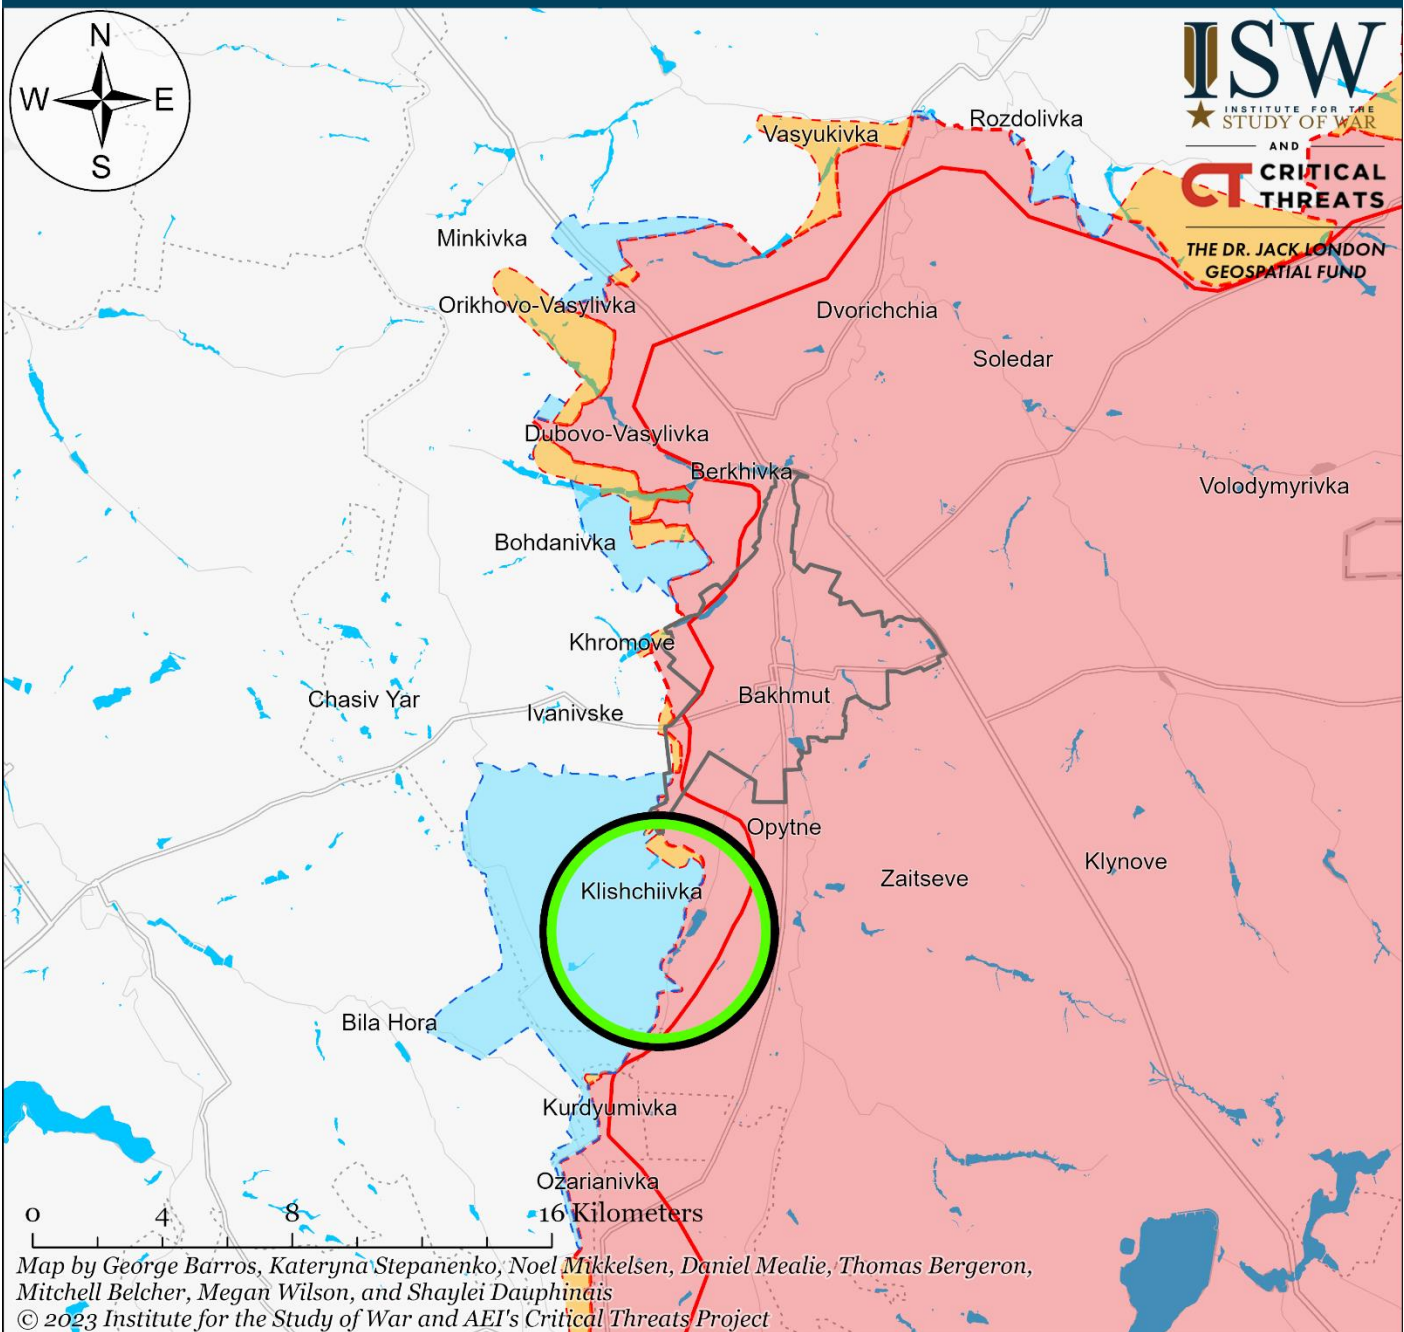 N
W E
S
ISW
INSTITUTE FOR THE
STUDY OF WAR
AND
CT CRITICAL
THREATS
THE DR. JACK LONDON
GEOSPATIAL FUND
Vasyukivka
Rozdolivka
Minkivka
Orikhovo-Vasylivka
Dvorichchia
Soledar
Dubovo-Vasylivka
Berkhivka
Volodymyrivka
Bohdanivka
Khromove
Chasiv Yar
Ivanivske
Bakhmut
Opytne
Klynove
Zaitseve
Klishchiivka
Bila Hora
Kurdyumivka
Ozarianivka
0 4 8 16 Kilometers
Map by George Barros, Kateryna Stepanenko, Noel Mikkelsen, Daniel Mealie, Thomas Bergeron,
Mitchell Belcher, Megan Wilson, and Shaylei Dauphinais
© 2023 Institute for the Study of War and AEI's Critical Threats Project